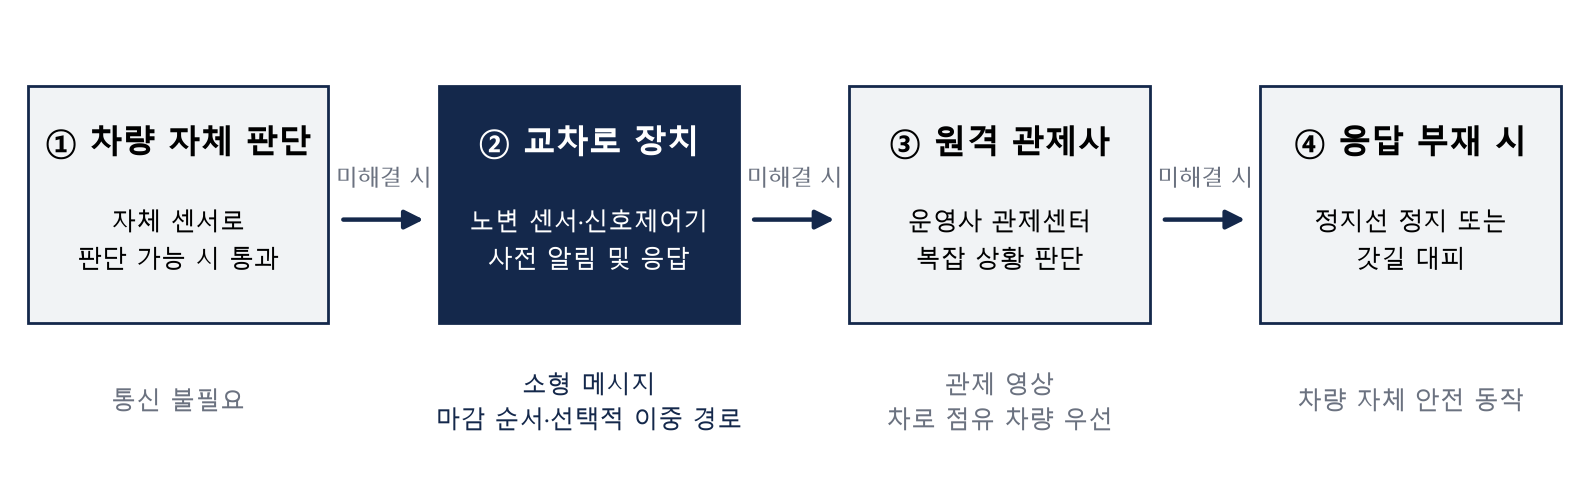 ① 차량 자체 판단
자체 센서로
판단 가능 시 통과
통신 불필요
미해결 시
② 교차로 장치
노변 센서·신호제어기
사전 알림 및 응답
소형 메시지
마감 순서·선택적 이중 경로
미해결 시
③ 원격 관제사
운영사 관제센터
복잡 상황 판단
관제 영상
차로 점유 차량 우선
미해결 시
④ 응답 부재 시
정지선 정지 또는
갓길 대피
차량 자체 안전 동작